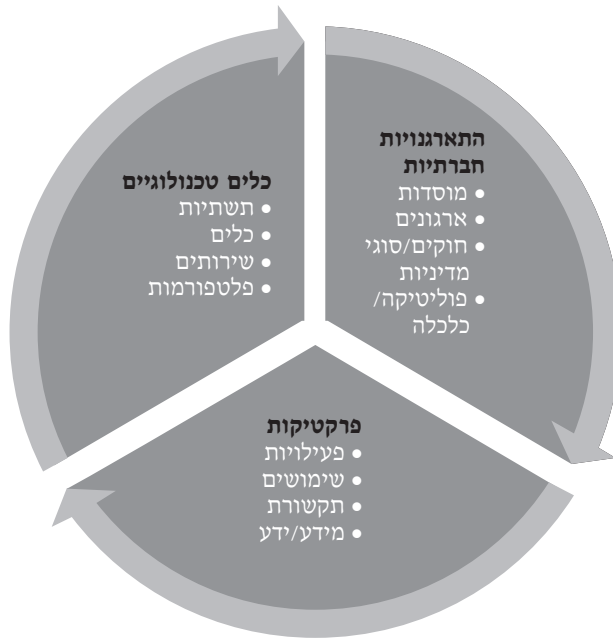 התארגנויות
חברתיות
• מוסדות
• ארגונים
• חוקים/סוגי
מדיניות
• פוליטיקה/
כלכלה
כלים טכנולוגיים
• תשתיות
• כלים
• שירותים
• פלטפורמות
פרקטיקות
• פעילויות
• שימושים
• תקשורת
• מידע/ידע